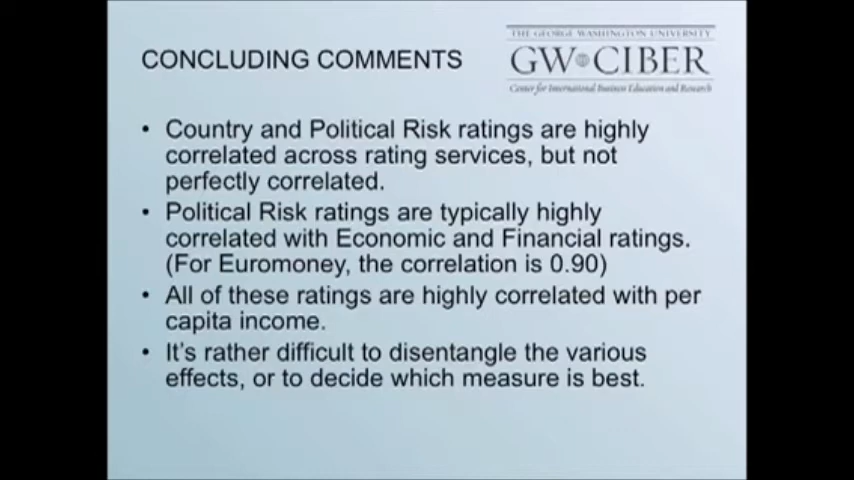 THE GEORGE WASHINGTON UNIVERSITY
CONCLUDING COMMENTS
GW CIBER
Center for International Business Education and Research
• Country and Political Risk ratings are highly
correlated across rating services, but not
perfectly correlated.
• Political Risk ratings are typically highly
correlated with Economic and Financial ratings.
(For Euromoney, the correlation is 0.90)
• All of these ratings are highly correlated with per
capita income.
• It's rather difficult to disentangle the various
effects, or to decide which measure is best.